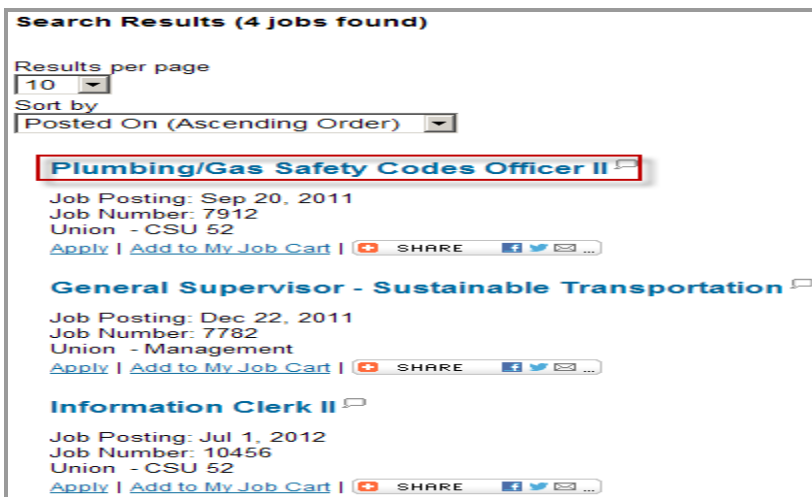 Search Results (4 jobs found)
Results per page
10
Sort by
Posted On (Ascending Order)
Plumbing/Gas Safety Codes Officer II
Job Posting: Sep 20, 2011
Job Number: 7912
Union - CSU 52
Apply | Add to My Job Cart | SHARE ...
General Supervisor - Sustainable Transportation
Job Posting: Dec 22, 2011
Job Number: 7782
Union - Management
Apply | Add to My Job Cart | SHARE ...
Information Clerk II
Job Posting: Jul 1, 2012
Job Number: 10456
Union - CSU 52
Apply | Add to My Job Cart | SHARE ...